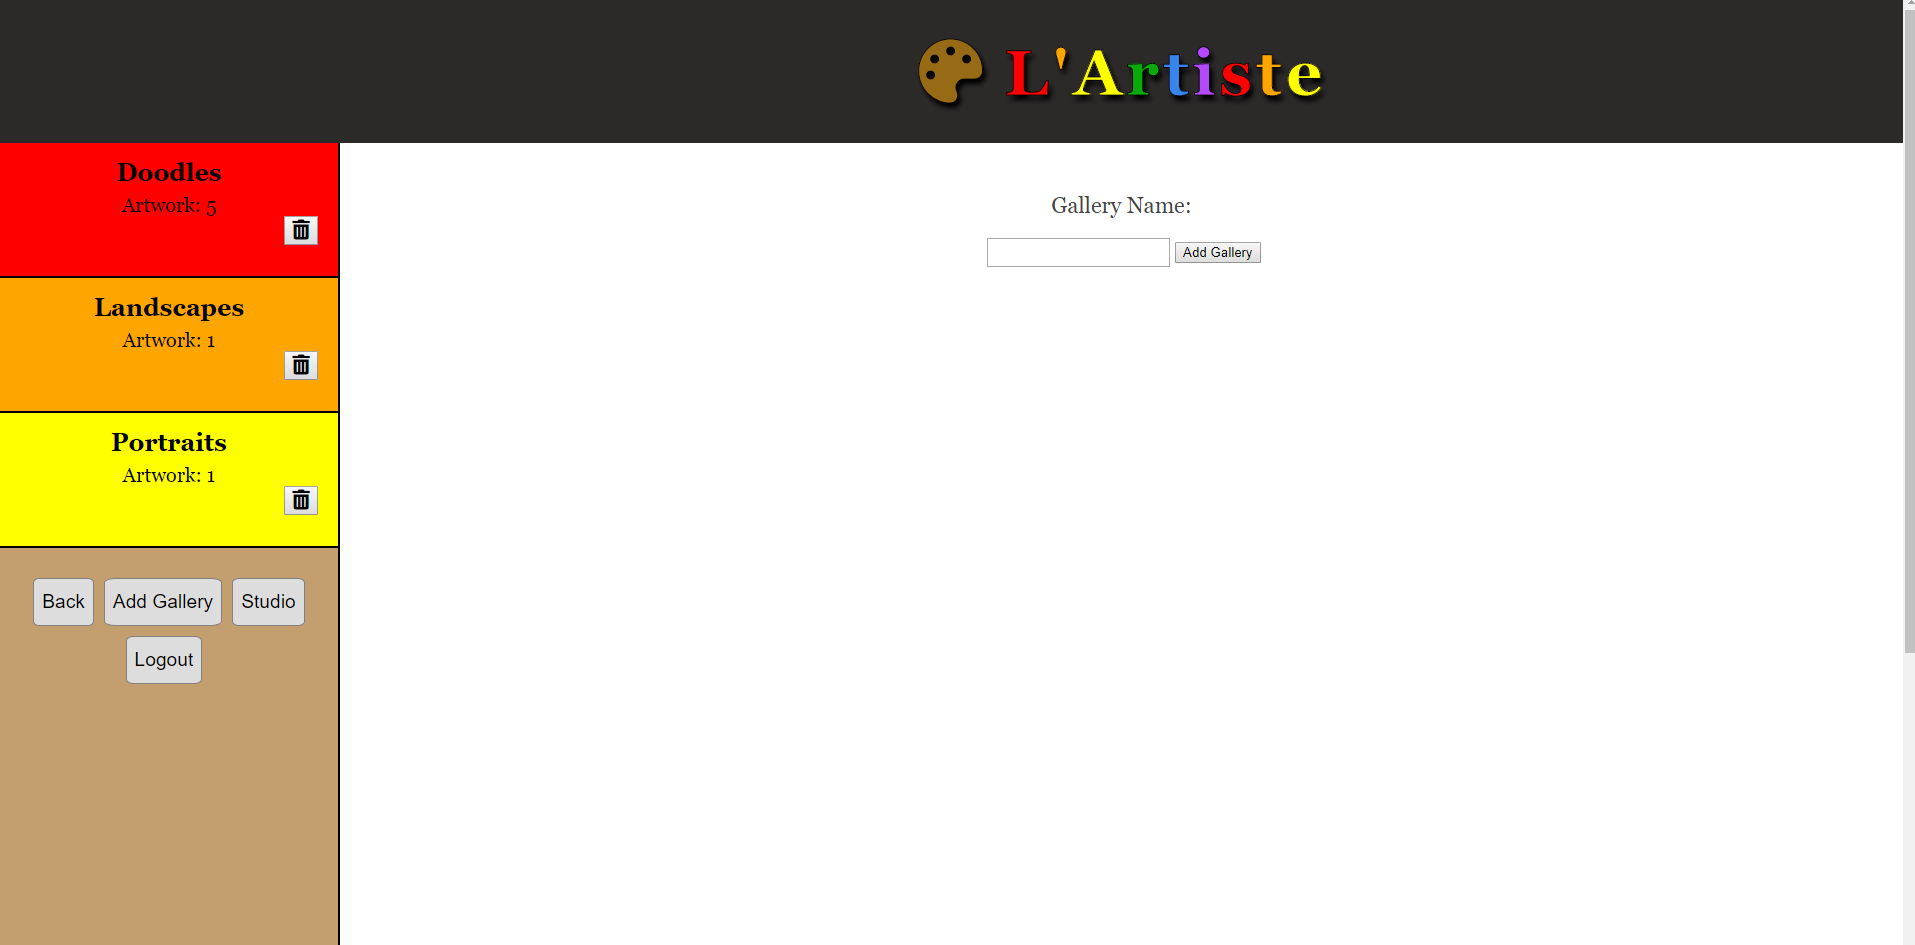 L'Artiste
Doodles
Artwork: 5
Landscapes
Artwork: 1
Portraits
Artwork: 1
Back Add Gallery Studio
Logout
Gallery Name:
Add Gallery